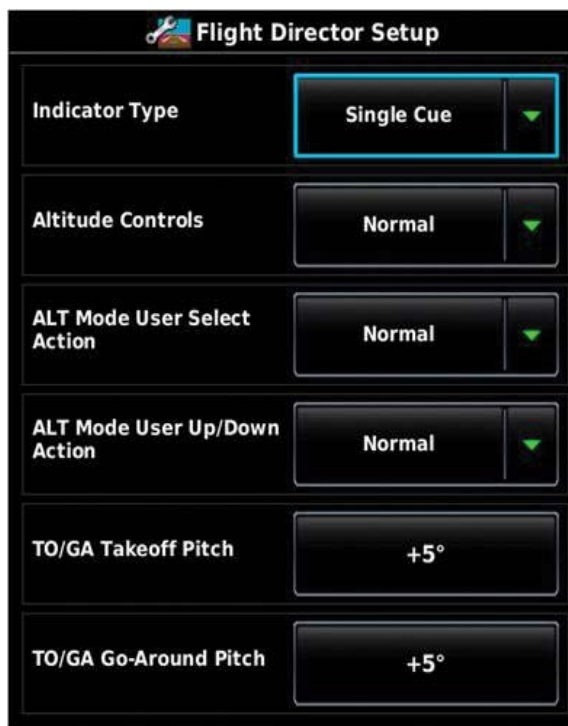 Flight Director Setup
Indicator Type
Single Cue
Altitude Controls
Normal
ALT Mode User Select
Action
Normal
ALT Mode User Up/Down
Action
Normal
TO/GA Takeoff Pitch
+5°
TO/GA Go-Around Pitch
+5°